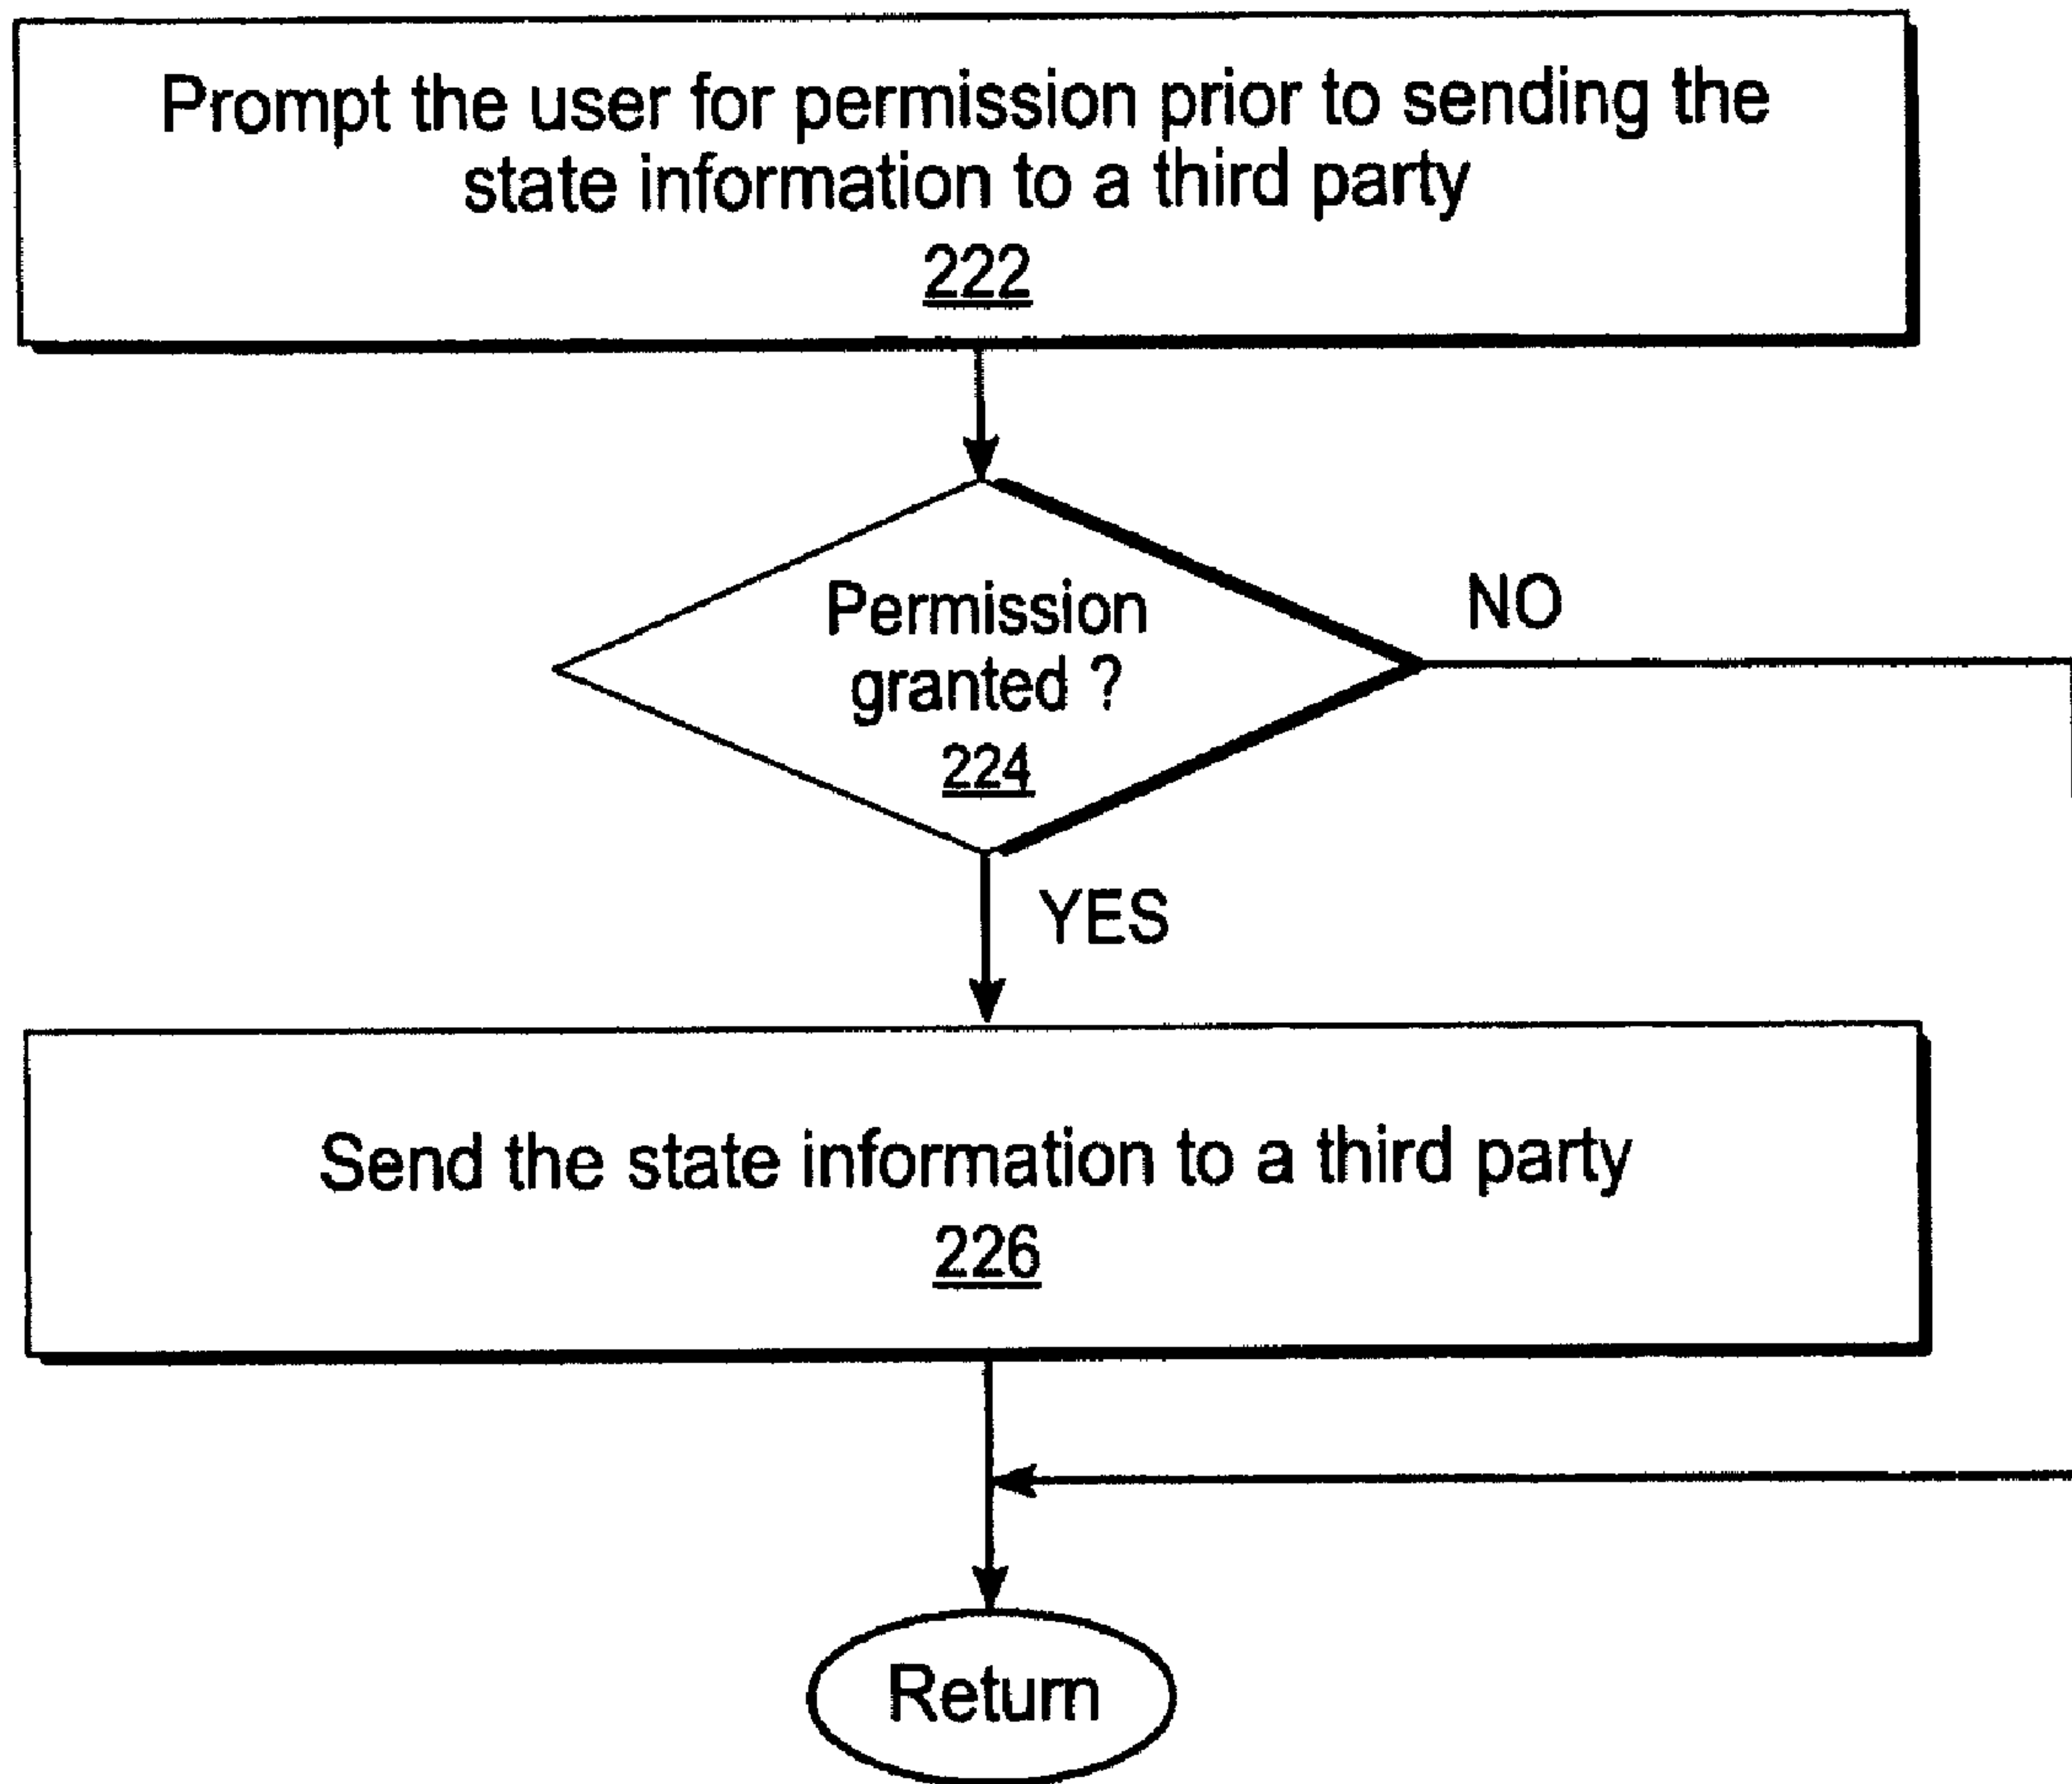 Prompt the user for permission prior to sending the
state information to a third party
222
Permission
granted ?
224
NO
YES
Send the state information to a third party
226
Return